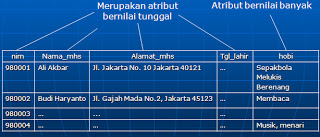 Merupakan atribut
bernilai tunggal
Atribut
bernilai banyak
nim Nama_mhs Alamat_mhs Tgl_lahir hobi
980001 Ali Akbar Jl. Jakarta No. 10 Jakarta 40121 ... Sepakbola
Melukis
Berenang
980002 Budi Haryanto Jl. Gajah Mada No.2, Jakarta 45123 ... Membaca
980003 ... ...
980004 ... ... Musik, menari